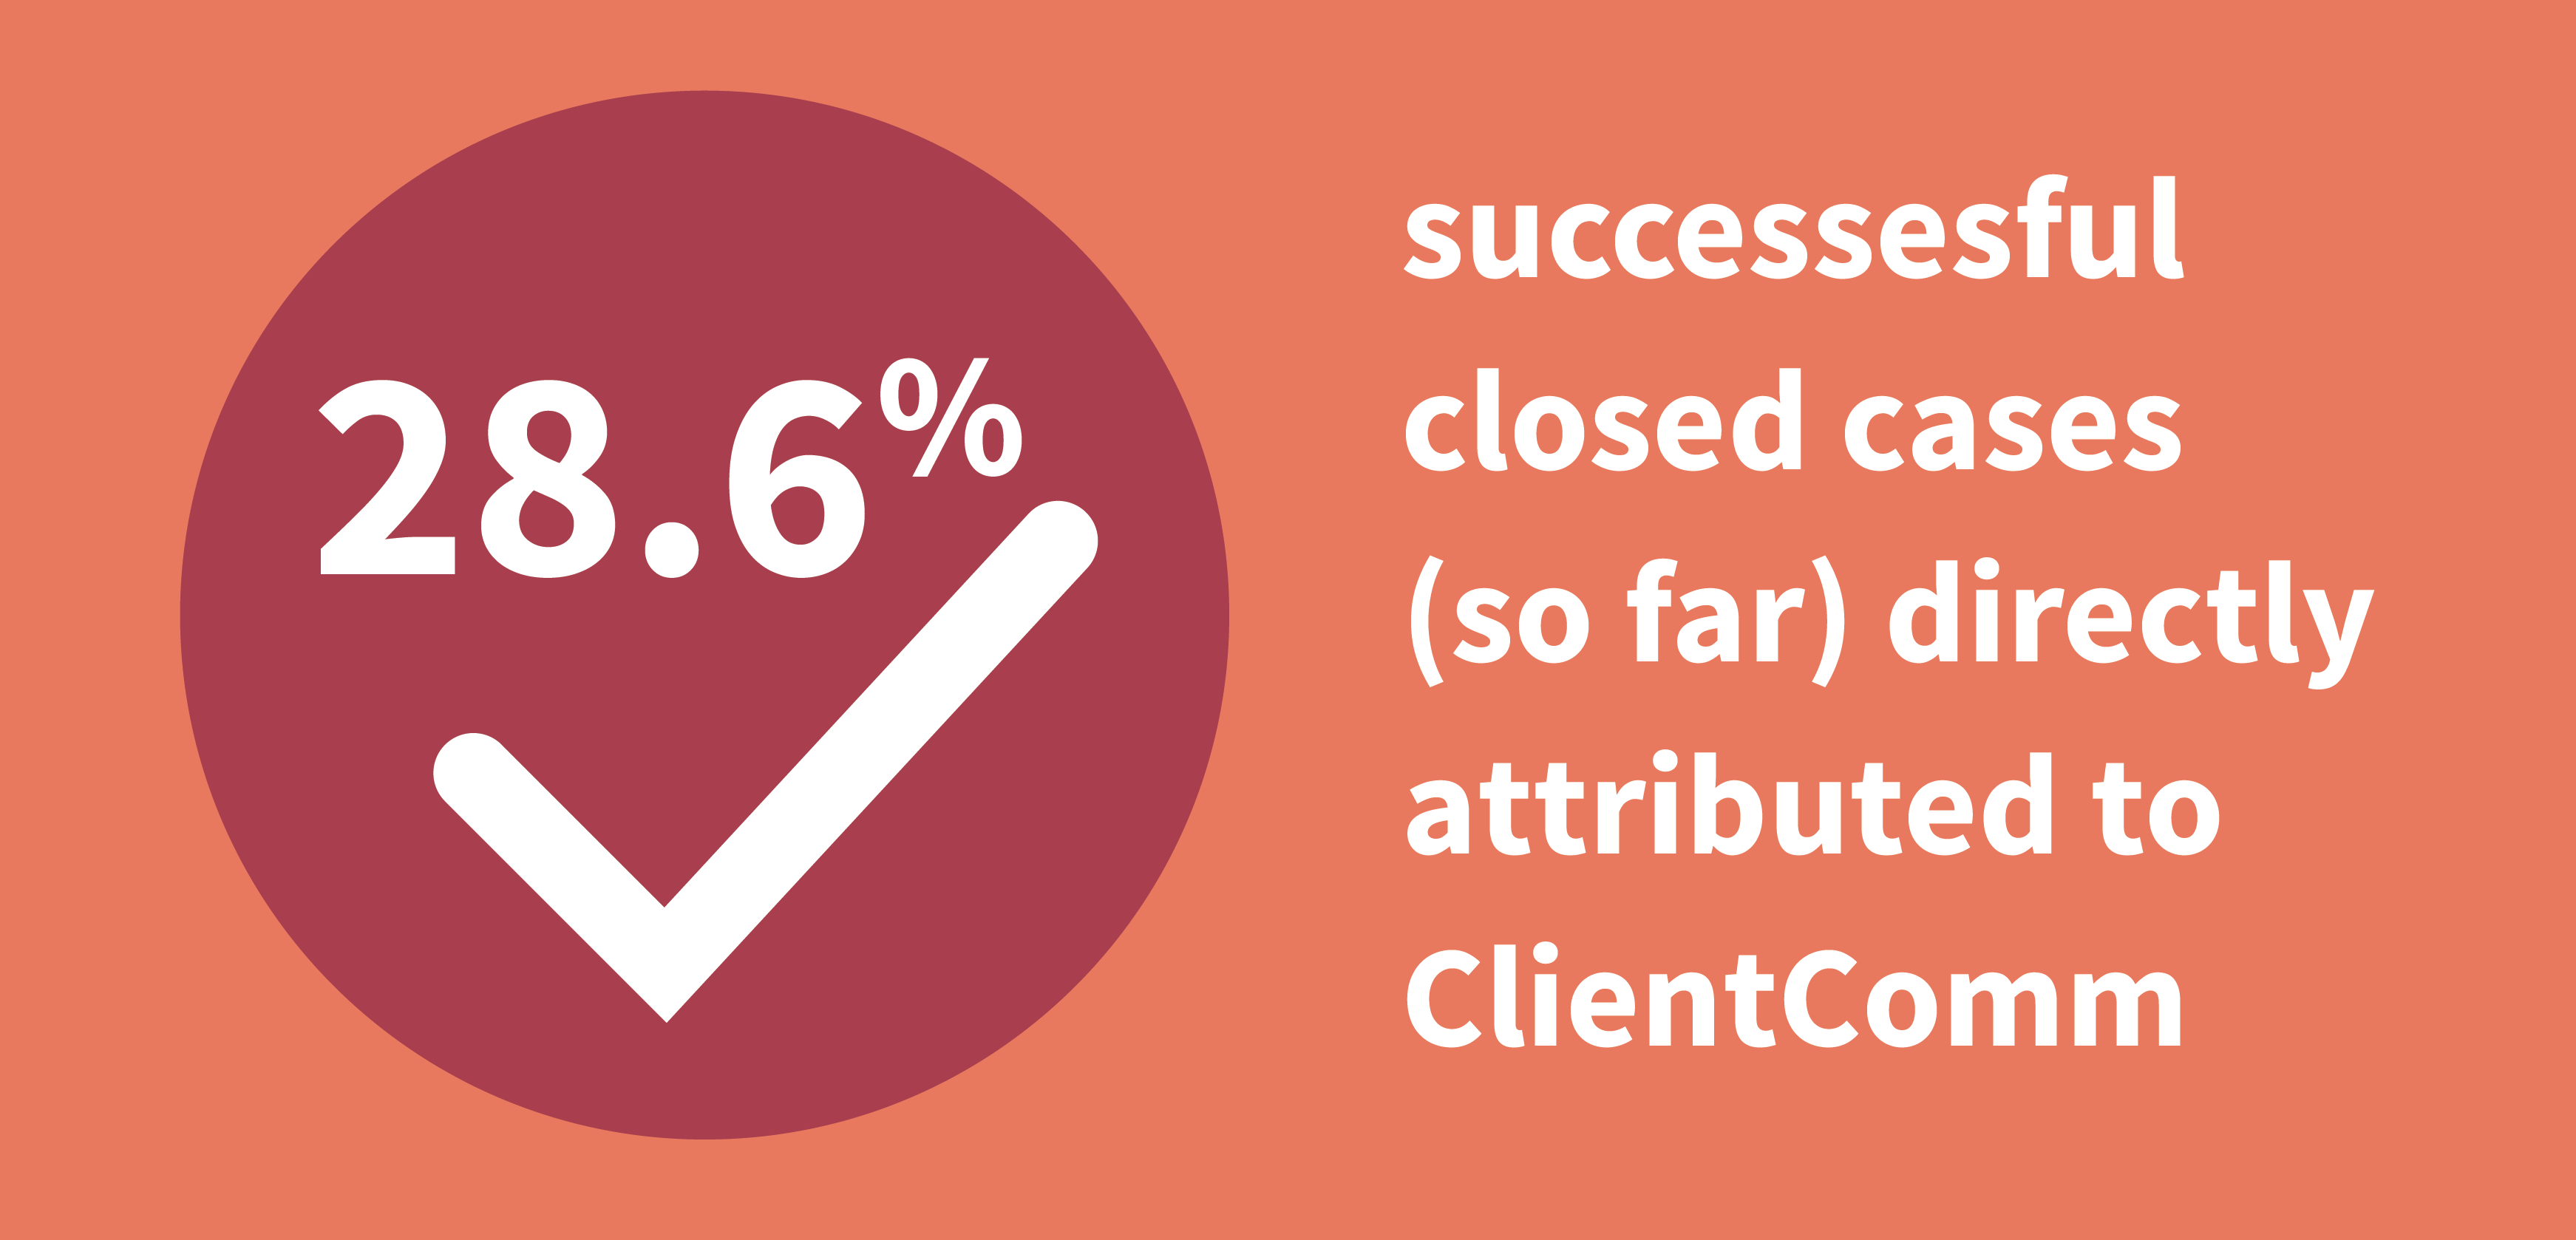 28.6%
successesful
closed cases
(so far) directly
attributed to
ClientComm